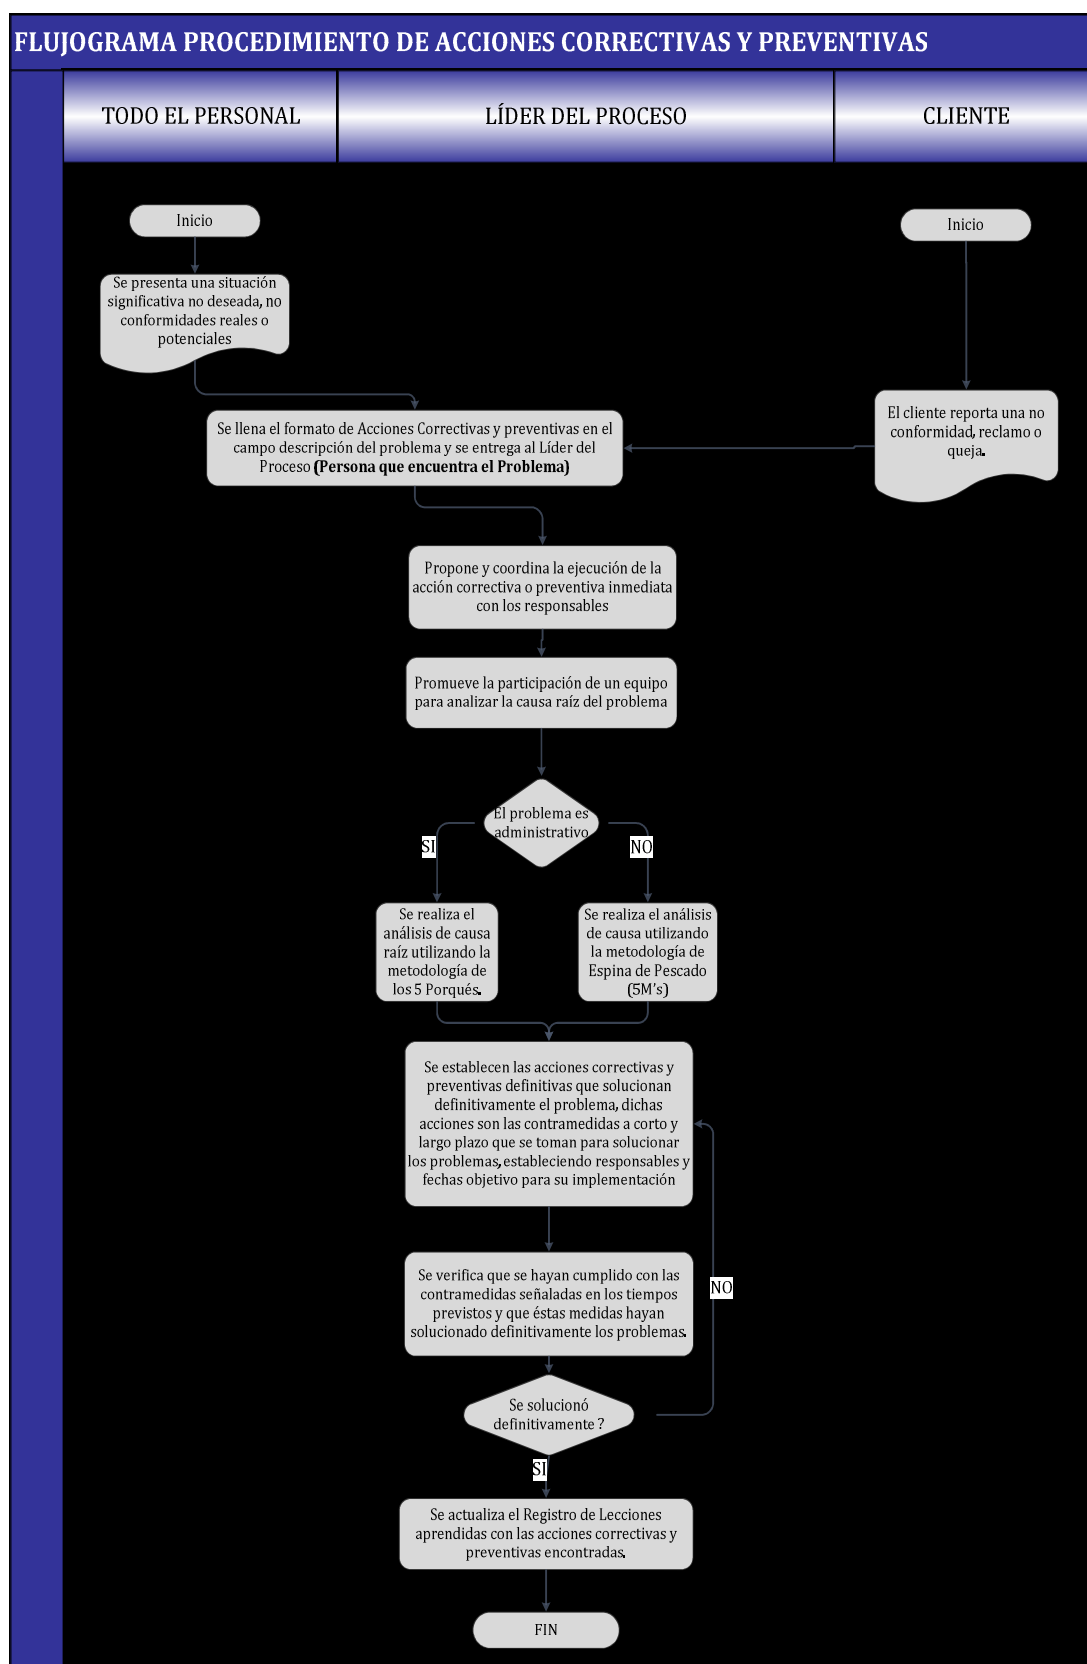 FLUJOGRAMA PROCEDIMIENTO DE ACCIONES CORRECTIVAS Y PREVENTIVAS
TODO EL PERSONAL
LÍDER DEL PROCESO
CLIENTE
Inicio
Inicio
Se presenta una situación
significativa no deseada, no
conformidades reales o
potenciales
El cliente reporta una no
conformidad, reclamo o
queja.
Se llena el formato de Acciones Correctivas y preventivas en el
campo descripción del problema y se entrega al Líder del
Proceso (Persona que encuentra el Problema)
Propone y coordina la ejecución de la
acción correctiva o preventiva inmediata
con los responsables
Promueve la participación de un equipo
para analizar la causa raíz del problema
El problema es
administrativo
SI
NO
Se realiza el
análisis de causa
raíz utilizando la
metodología de
los 5 Porqués.
Se realiza el análisis
de causa utilizando
la metodología de
Espina de Pescado
(5M's)
Se establecen las acciones correctivas y
preventivas definitivas que solucionan
definitivamente el problema, dichas
acciones son las contramedidas a corto y
largo plazo que se toman para solucionar
los problemas, estableciendo responsables y
fechas objetivo para su implementación
Se verifica que se hayan cumplido con las
contramedidas señaladas en los tiempos
previstos y que éstas medidas hayan
solucionado definitivamente los problemas.
NO
Se solucionó
definitivamente ?
SI
Se actualiza el Registro de Lecciones
aprendidas con las acciones correctivas y
preventivas encontradas.
FIN